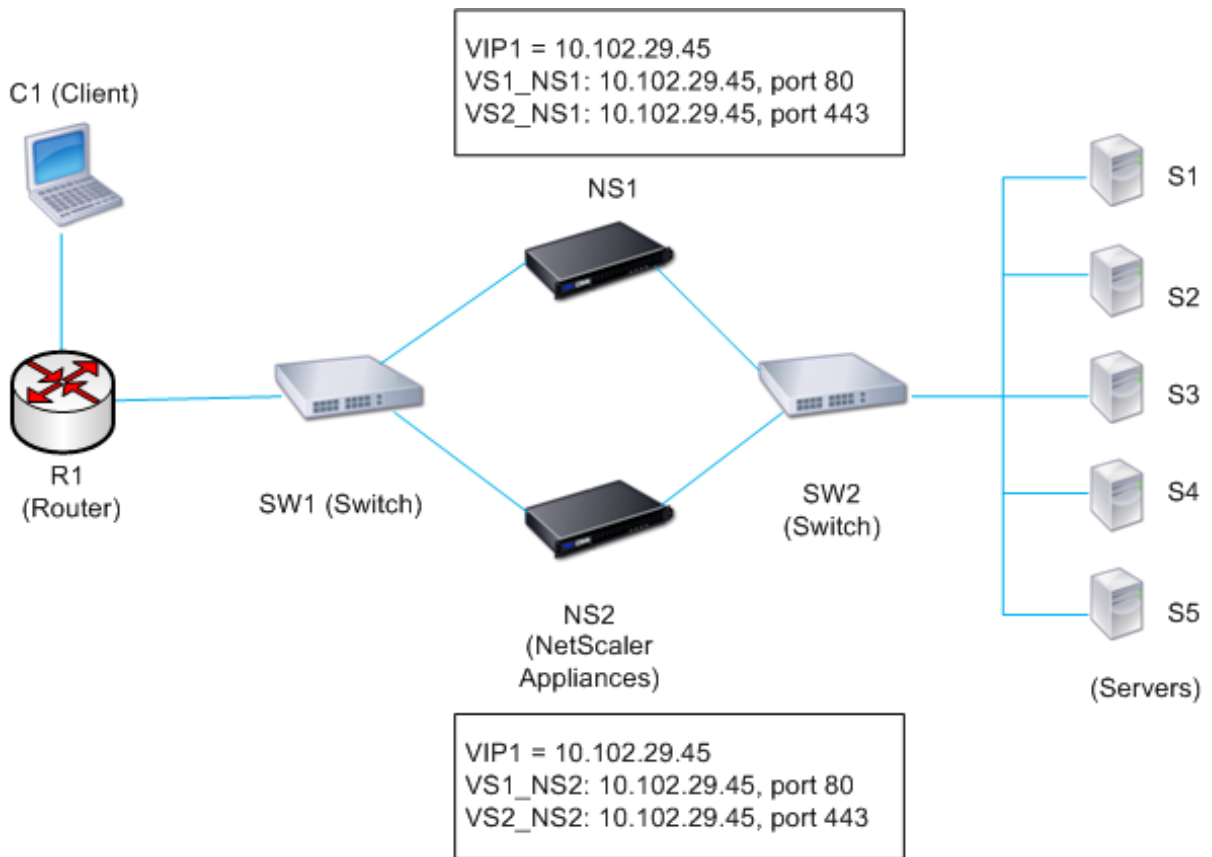 VIP1 = 10.102.29.45
VS1_NS1: 10.102.29.45, port 80
VS2_NS1: 10.102.29.45, port 443
C1 (Client)
NS1
S1
S2
S3
S4
S5
(Servers)
R1
(Router)
SW1 (Switch)
SW2
(Switch)
NS2
(NetScaler
Appliances)
VIP1 = 10.102.29.45
VS1_NS2: 10.102.29.45, port 80
VS2_NS2: 10.102.29.45, port 443